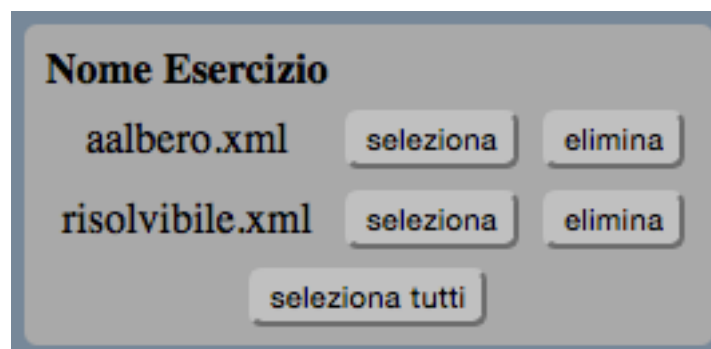 Nome Esercizio
aalbero.xml seleziona elimina
risolvibile.xml seleziona elimina
seleziona tutti